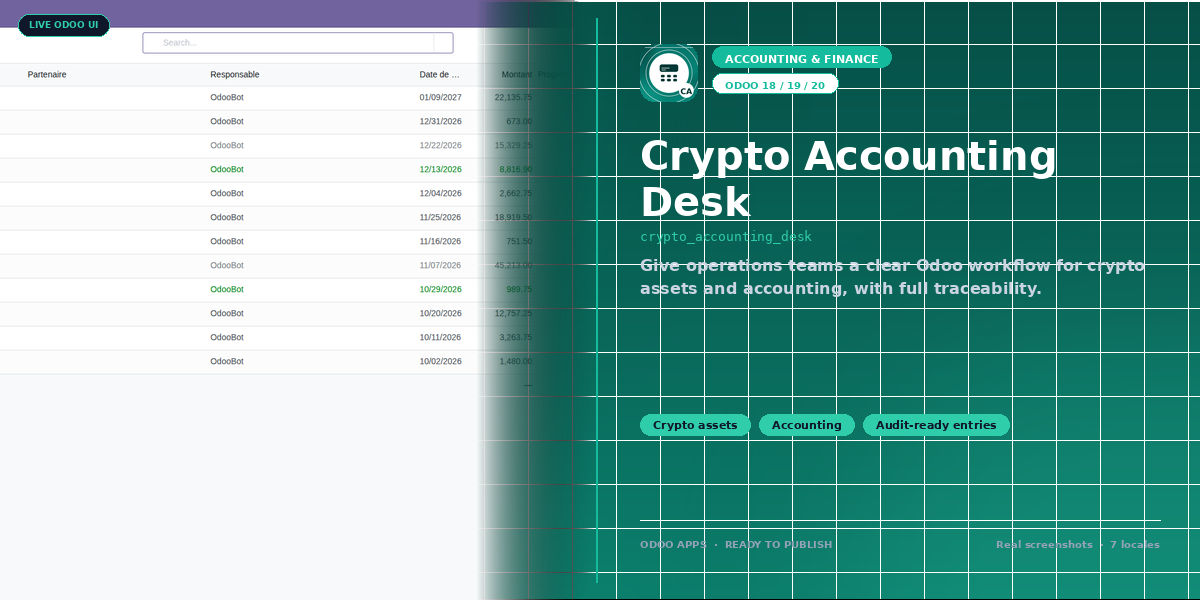 LIVE ODOO UI
Search...
Partenaire Responsable Date de ... Montant
OdooBot 01/09/2027 22,135.75
OdooBot 12/31/2026 673.00
OdooBot 12/22/2026 15,329.25
OdooBot 12/13/2026 8,816.90
OdooBot 12/04/2026 2,662.75
OdooBot 11/25/2026 18,919.50
OdooBot 11/16/2026 751.50
OdooBot 11/07/2026 45,213.00
OdooBot 10/29/2026 989.75
OdooBot 10/20/2026 12,757.25
OdooBot 10/11/2026 3,263.75
OdooBot 10/02/2026 1,480.00
CA
ACCOUNTING & FINANCE
ODOO 18 / 19 / 20
Crypto Accounting
Desk
crypto_accounting_desk
Give operations teams a clear Odoo workflow for crypto
assets and accounting, with full traceability.
Crypto assets Accounting Audit-ready entries
ODOO APPS · READY TO PUBLISH
Real screenshots · 7 locales